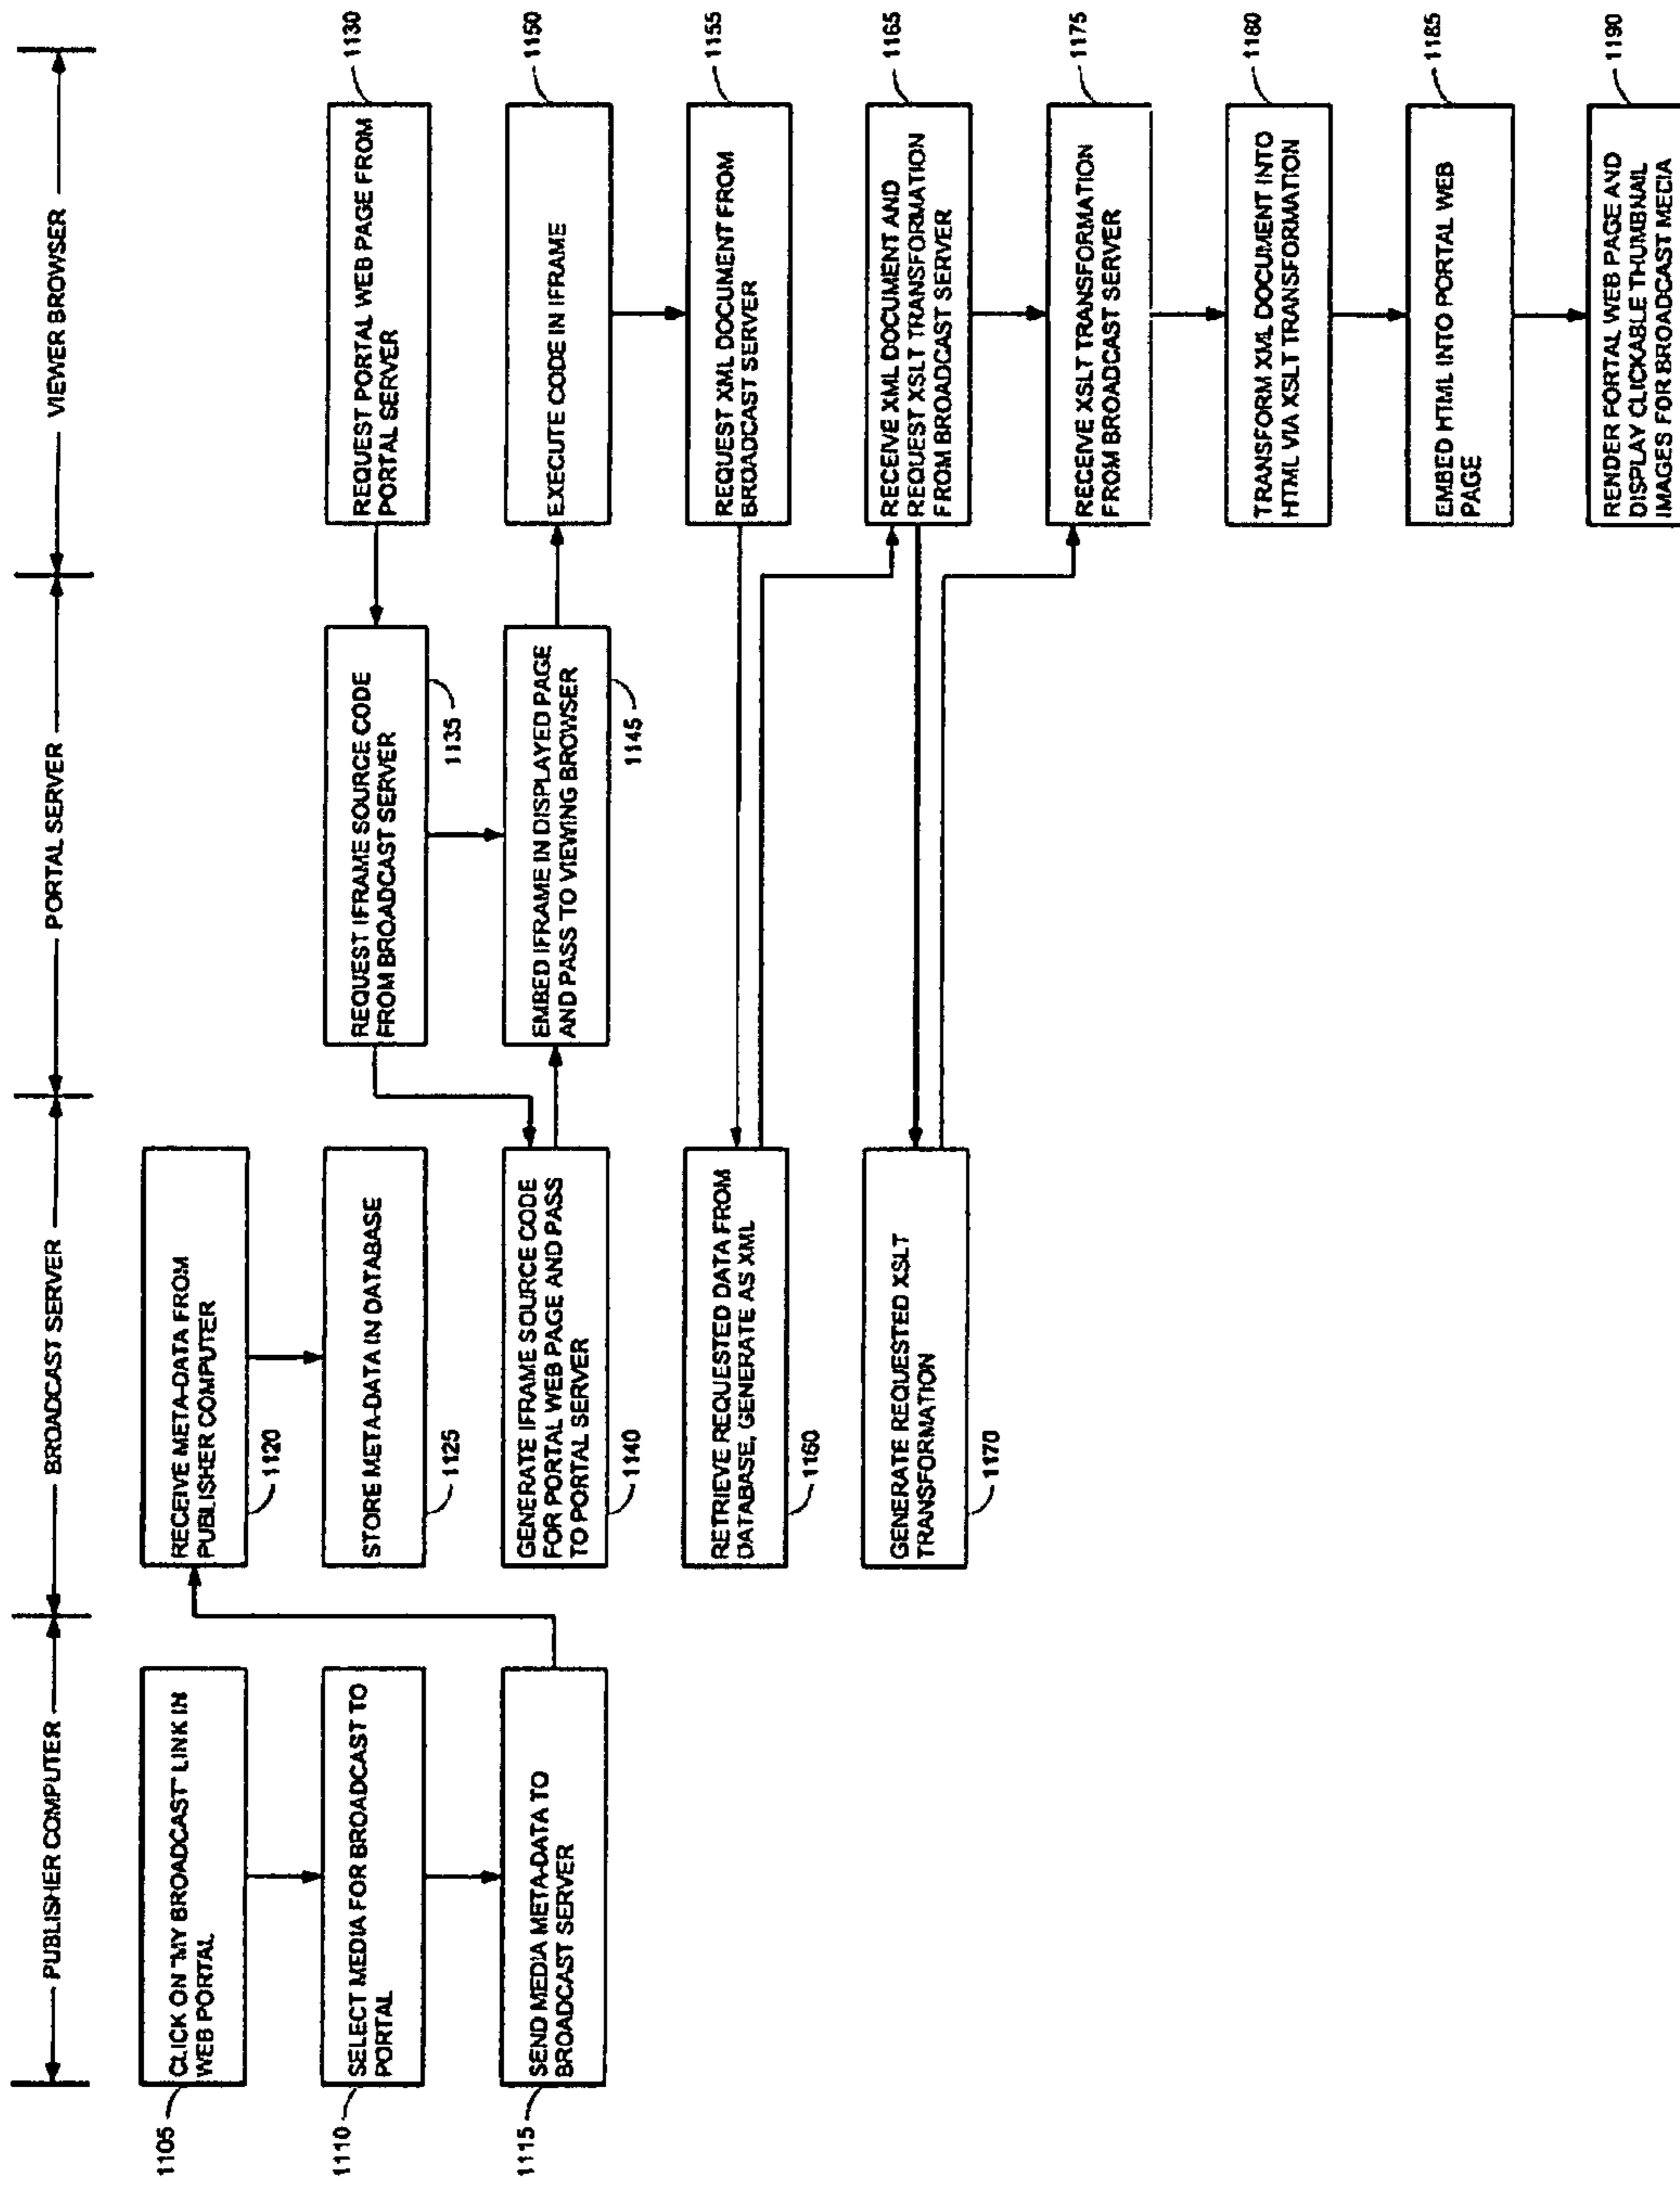 PUBLISHER COMPUTER
BROADCAST SERVER
PORTAL SERVER
VIEWER BROWSER
1105
CLICK ON "MY BROADCAST" LINK IN
WEB PORTAL
1110
SELECT MEDIA FOR BROADCAST TO
PORTAL
1115
SEND MEDIA META-DATA TO
BROADCAST SERVER
RECEIVE META-DATA FROM
PUBLISHER COMPUTER
1120
STORE META-DATA IN DATABASE
1125
REQUEST PORTAL WEB PAGE FROM
PORTAL SERVER
1130
REQUEST IFRAME SOURCE CODE
FROM BROADCAST SERVER
1135
GENERATE IFRAME SOURCE CODE
FOR PORTAL WEB PAGE AND PASS
TO PORTAL SERVER
1140
EMBED IFRAME IN DISPLAYED PAGE
AND PASS TO VIEWING BROWSER
1145
EXECUTE CODE IN IFRAME
1150
REQUEST XML DOCUMENT FROM
BROADCAST SERVER
1155
RETRIEVE REQUESTED DATA FROM
DATABASE, GENERATE AS XML
1160
RECEIVE XML DOCUMENT AND
REQUEST XSLT TRANSFORMATION
FROM BROADCAST SERVER
1165
GENERATE REQUESTED XSLT
TRANSFORMATION
1170
RECEIVE XSLT TRANSFORMATION
FROM BROADCAST SERVER
1175
TRANSFORM XML DOCUMENT INTO
HTML VIA XSLT TRANSFORMATION
1180
EMBED HTML INTO PORTAL WEB
PAGE
1185
RENDER PORTAL WEB PAGE AND
DISPLAY CLICKABLE THUMBNAIL
IMAGES FOR BROADCAST MEDIA
1190